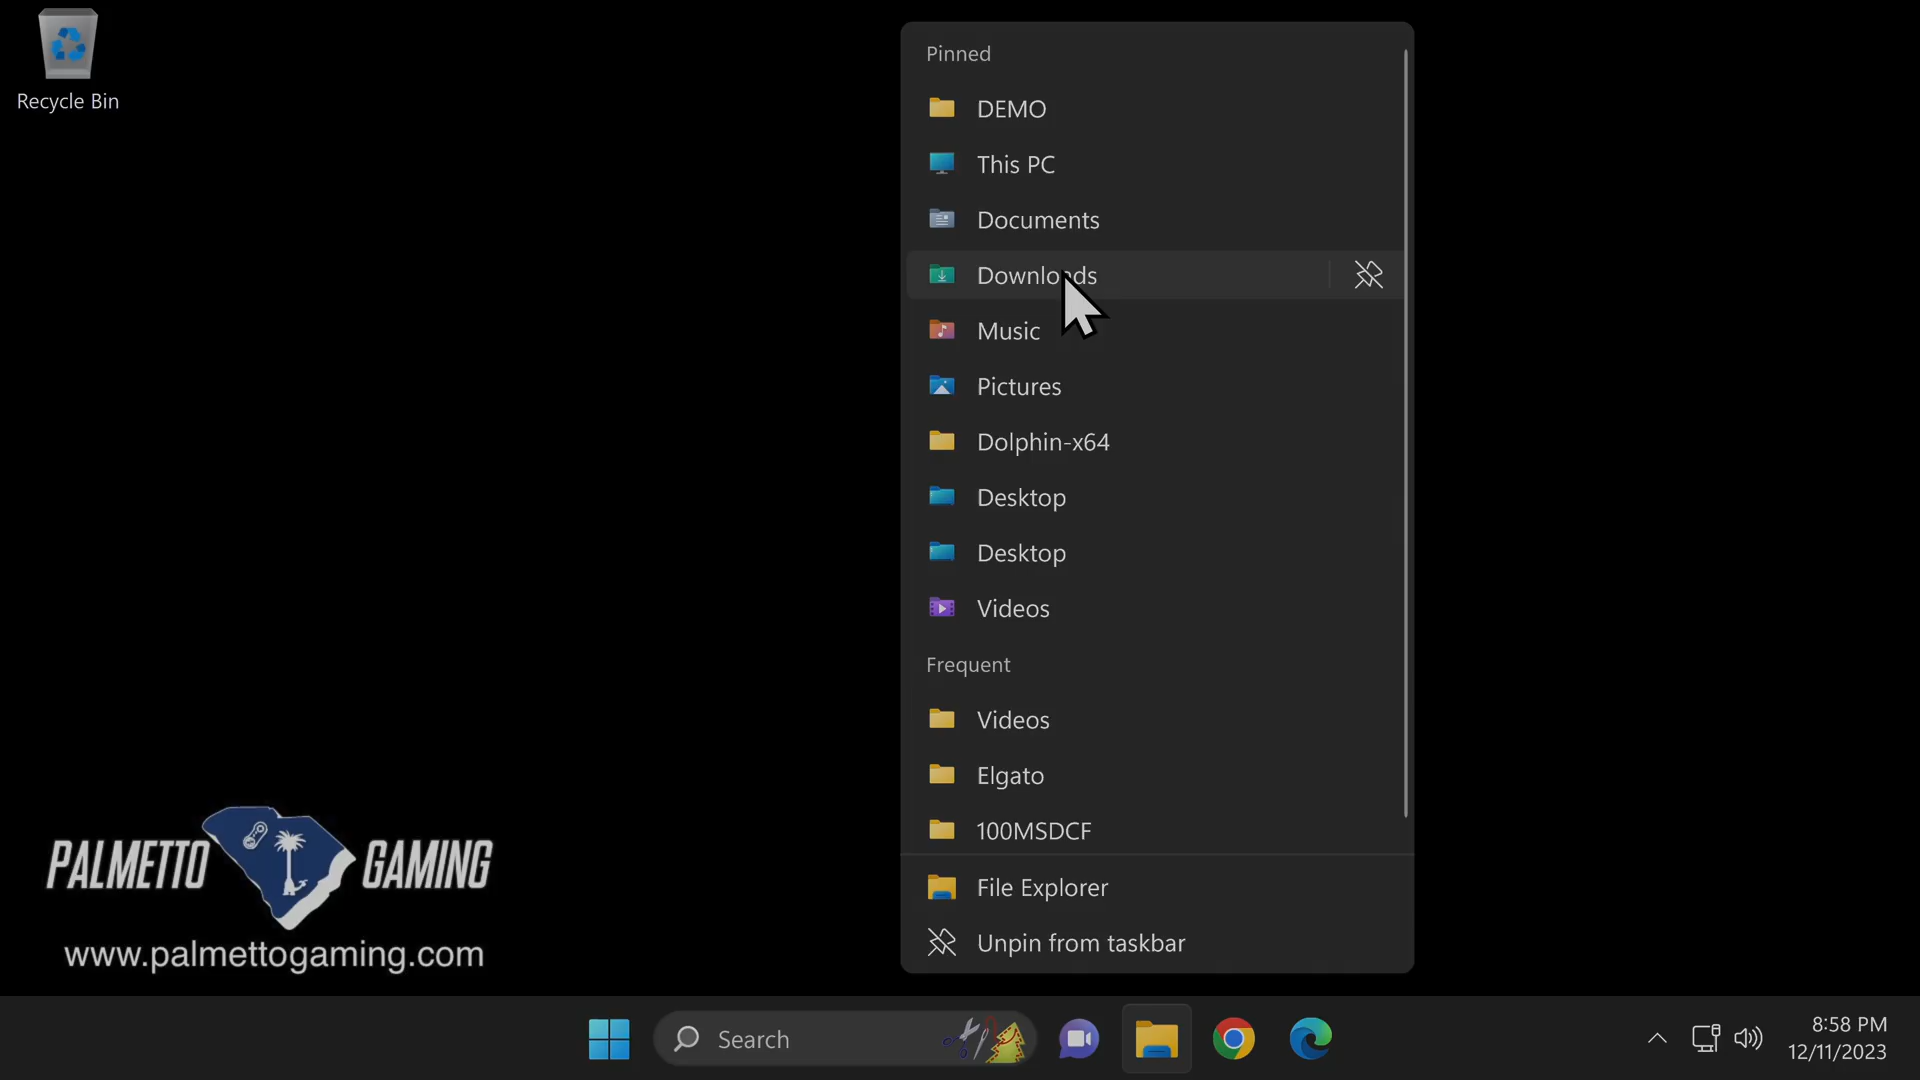 Recycle Bin
Pinned
DEMO
This PC
Documents
Downloads
Music
Pictures
Dolphin-x64
Desktop
Desktop
Videos
Frequent
Videos
Elgato
100MSDCF
File Explorer
Unpin from taskbar
PALMETTO GAMING
www.palmettogaming.com
Search
8:58 PM
12/11/2023